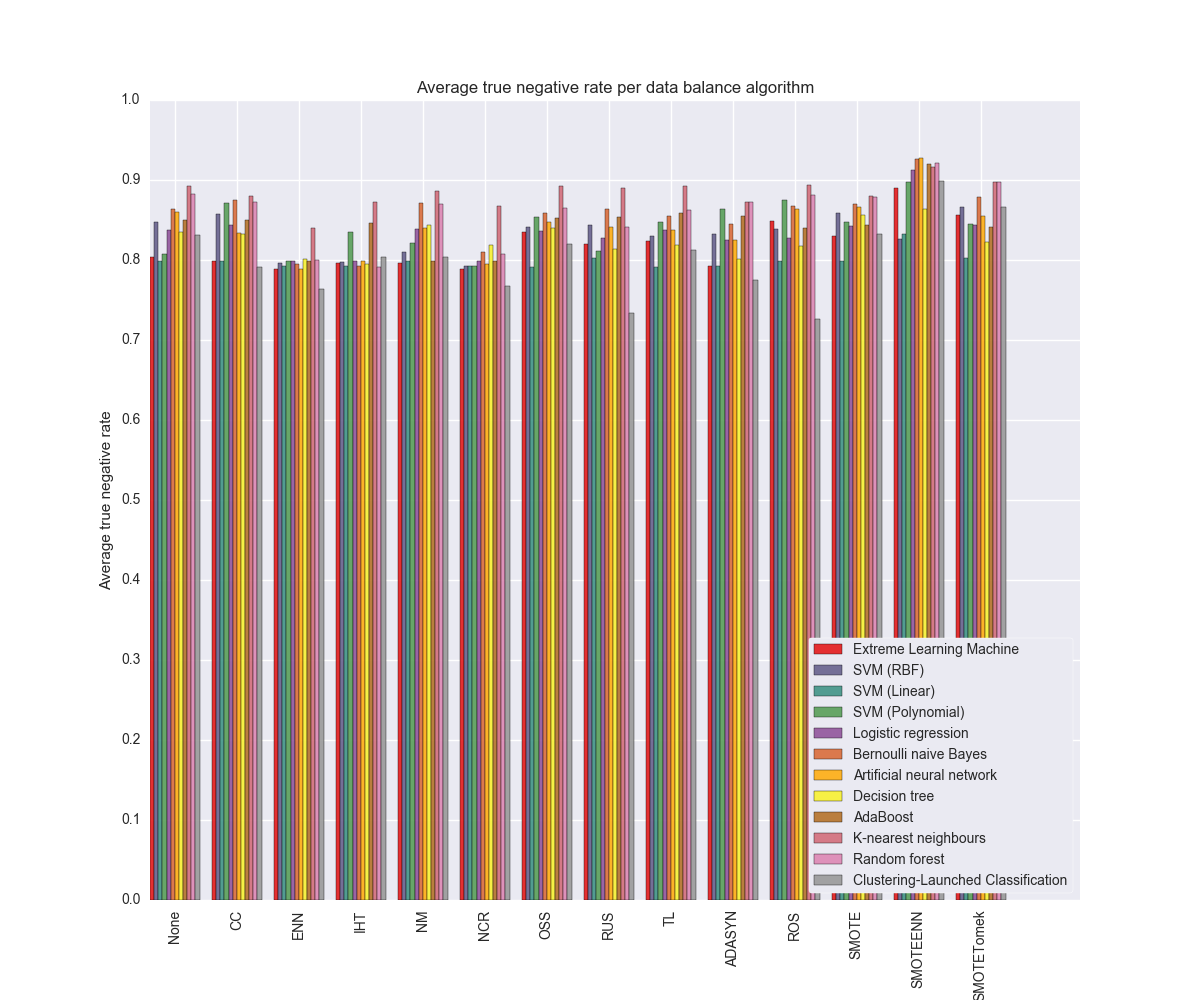 Average true negative rate per data balance algorithm
1.0
0.9
0.8
0.7
0.6
0.5
0.4
0.3
0.2
0.1
0.0
Average true negative rate
Extreme Learning Machine
SVM (RBF)
SVM (Linear)
SVM (Polynomial)
Logistic regression
Bernoulli naive Bayes
Artificial neural network
Decision tree
AdaBoost
K-nearest neighbours
Random forest
Clustering-Launched Classification
None
CC
ENN
IHT
NM
NCR
OSS
RUS
TL
ADASYN
ROS
SMOTE
SMOTEENN
SMOTETomek